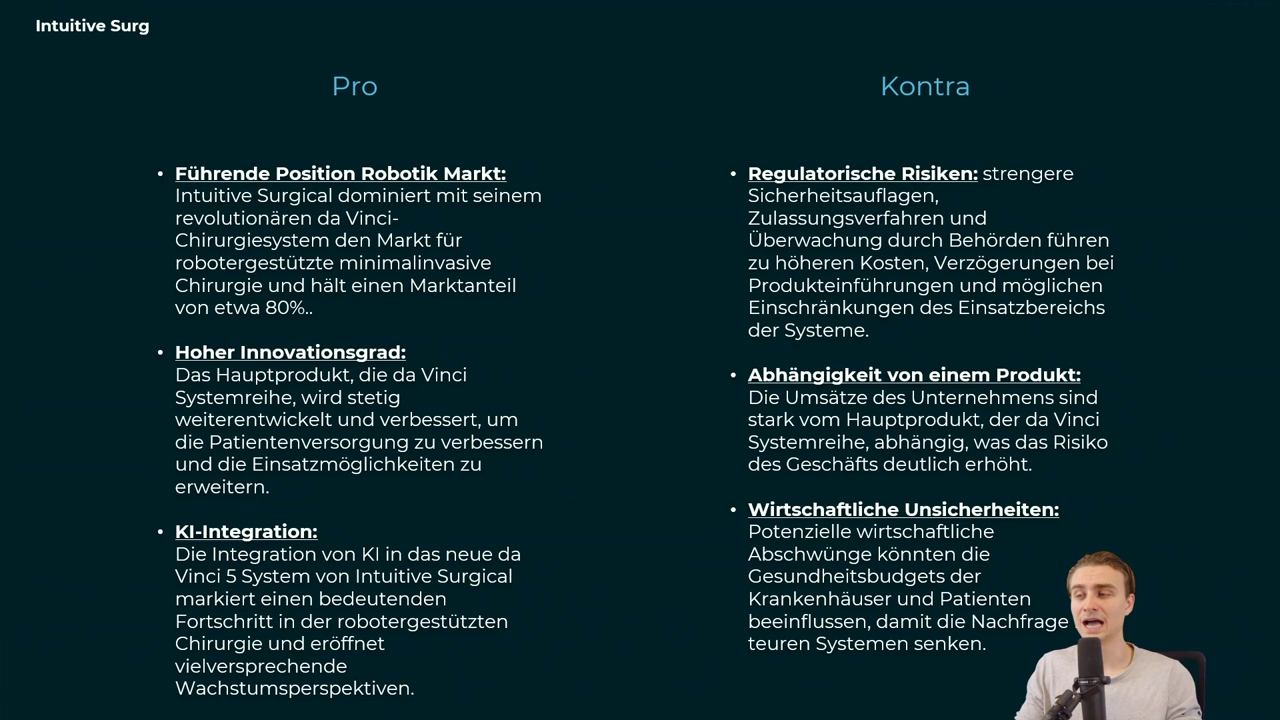 Intuitive Surg
Pro
Führende Position Robotik Markt:
Intuitive Surgical dominiert mit seinem
revolutionären da Vinci-
Chirurgiesystem den Markt für
robotergestützte minimalinvasive
Chirurgie und hält einen Marktanteil
von etwa 80%..
Hoher Innovationsgrad:
Das Hauptprodukt, die da Vinci
Systemreihe, wird stetig
weiterentwickelt und verbessert, um
die Patientenversorgung zu verbessern
und die Einsatzmöglichkeiten zu
erweitern.
KI-Integration:
Die Integration von KI in das neue da
Vinci 5 System von Intuitive Surgical
markiert einen bedeutenden
Fortschritt in der robotergestützten
Chirurgie und eröffnet
vielversprechende
Wachstumsperspektiven.
Kontra
Regulatorische Risiken: strengere
Sicherheitsauflagen,
Zulassungsverfahren und
Überwachung durch Behörden führen
zu höheren Kosten, Verzögerungen bei
Produkteinführungen und möglichen
Einschränkungen des Einsatzbereichs
der Systeme.
Abhängigkeit von einem Produkt:
Die Umsätze des Unternehmens sind
stark vom Hauptprodukt, der da Vinci
Systemreihe, abhängig, was das Risiko
des Geschäfts deutlich erhöht.
Wirtschaftliche Unsicherheiten:
Potenzielle wirtschaftliche
Abschwünge könnten die
Gesundheitsbudgets der
Krankenhäuser und Patienten
beeinflussen, damit die Nachfrage
teuren Systemen senken.